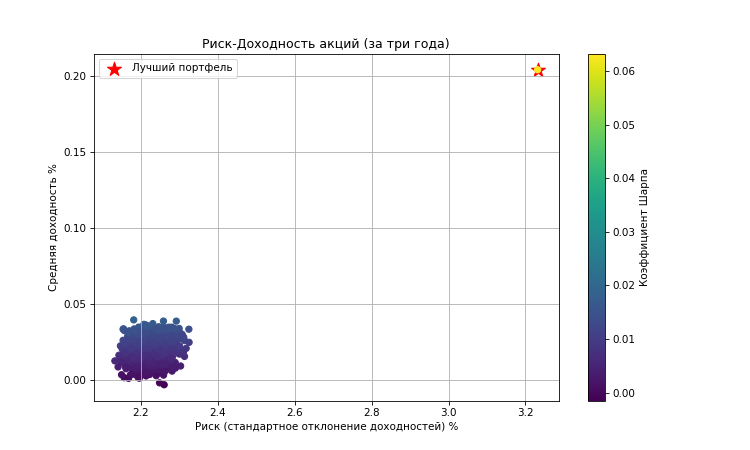 Риск-Доходность акций (за три года)
Лучший портфель
0.20
0.15
0.10
0.05
0.00
Средняя доходность %
2.2 2.4 2.6 2.8 3.0 3.2
Риск (стандартное отклонение доходностей) %
0.06
0.05
0.04
0.03
0.02
0.01
0.00
Коэффициент Шарпа